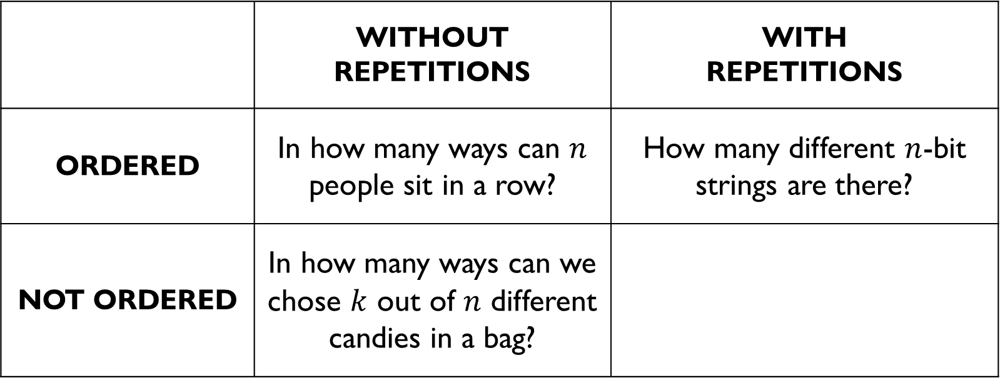 WITHOUT
REPETITIONS
WITH
REPETITIONS
ORDERED
In how many ways can n
people sit in a row?
How many different n-bit
strings are there?
NOT ORDERED
In how many ways can we
chose k out of n different
candies in a bag?